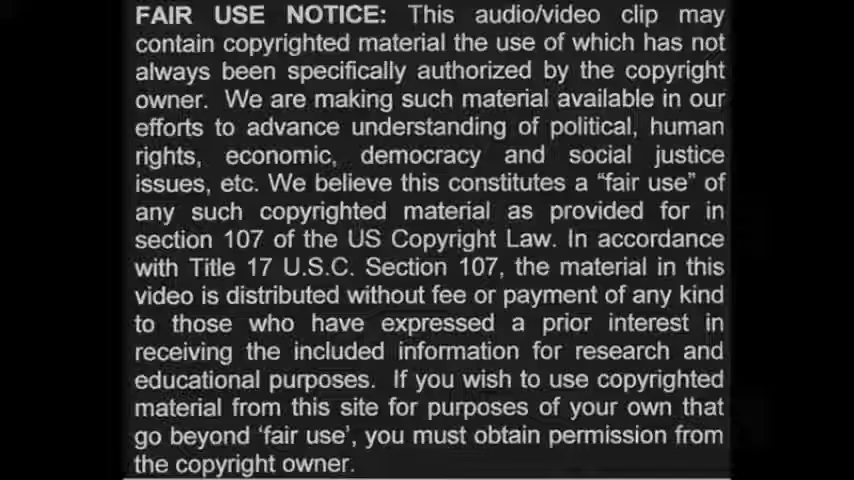 FAIR USE NOTICE: This audio/video clip may
contain copyrighted material the use of which has not
always been specifically authorized by the copyright
owner. We are making such material available in our
efforts to advance understanding of political, human
rights, economic, democracy and social justice
issues, etc. We believe this constitutes a “fair use” of
any such copyrighted material as provided for in
section 107 of the US Copyright Law. In accordance
with Title 17 U.S.C. Section 107, the material in this
video is distributed without fee or payment of any kind
to those who have expressed a prior interest in
receiving the included information for research and
educational purposes. If you wish to use copyrighted
material from this site for purposes of your own that
go beyond ‘fair use’, you must obtain permission from
the copyright owner.